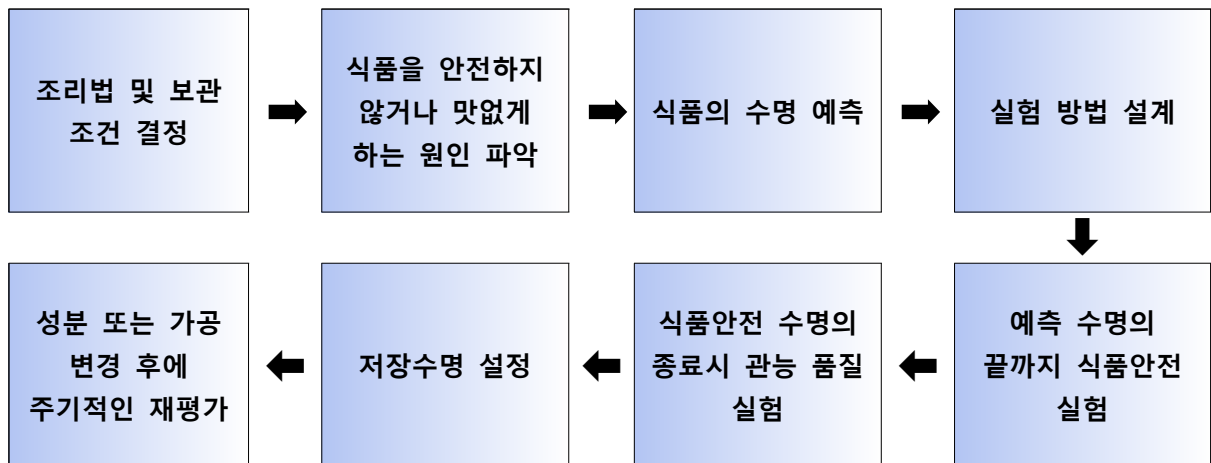 조리법 및 보관
조건 결정
식품을 안전하지
않거나 맛없게
하는 원인 파악
식품의 수명 예측
실험 방법 설계
예측 수명의
끝까지 식품안전
실험
식품안전 수명의
종료시 관능 품질
실험
저장수명 설정
성분 또는 가공
변경 후에
주기적인 재평가